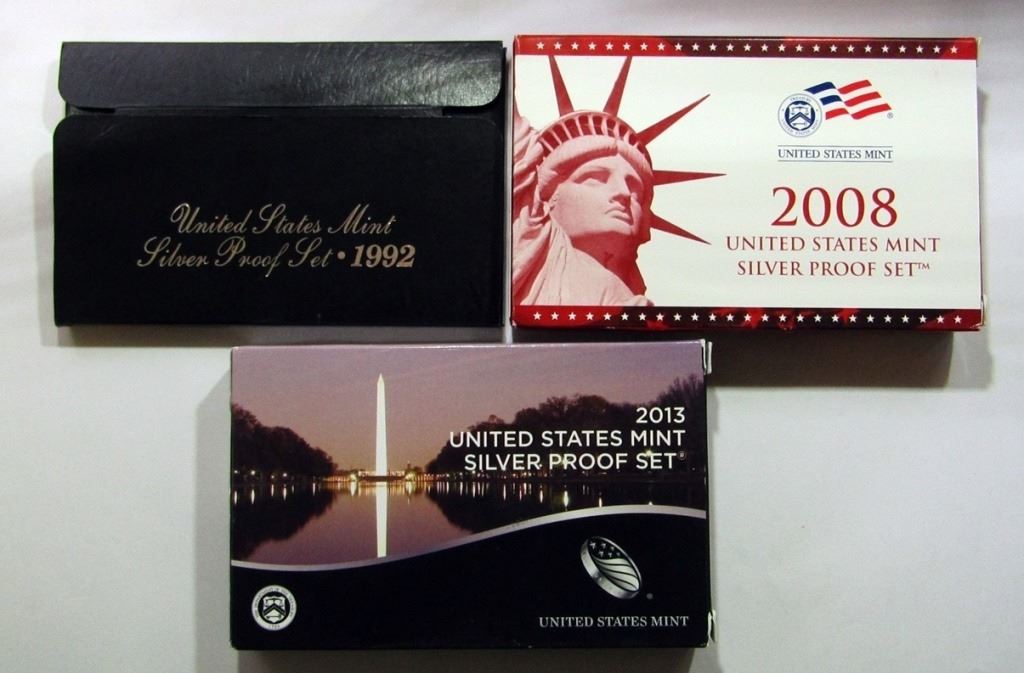 United States Mint
Silver Proof Set • 1992
UNITED STATES MINT
2008
UNITED STATES MINT
SILVER PROOF SET™
2013
UNITED STATES MINT
SILVER PROOF SET®
UNITED STATES MINT